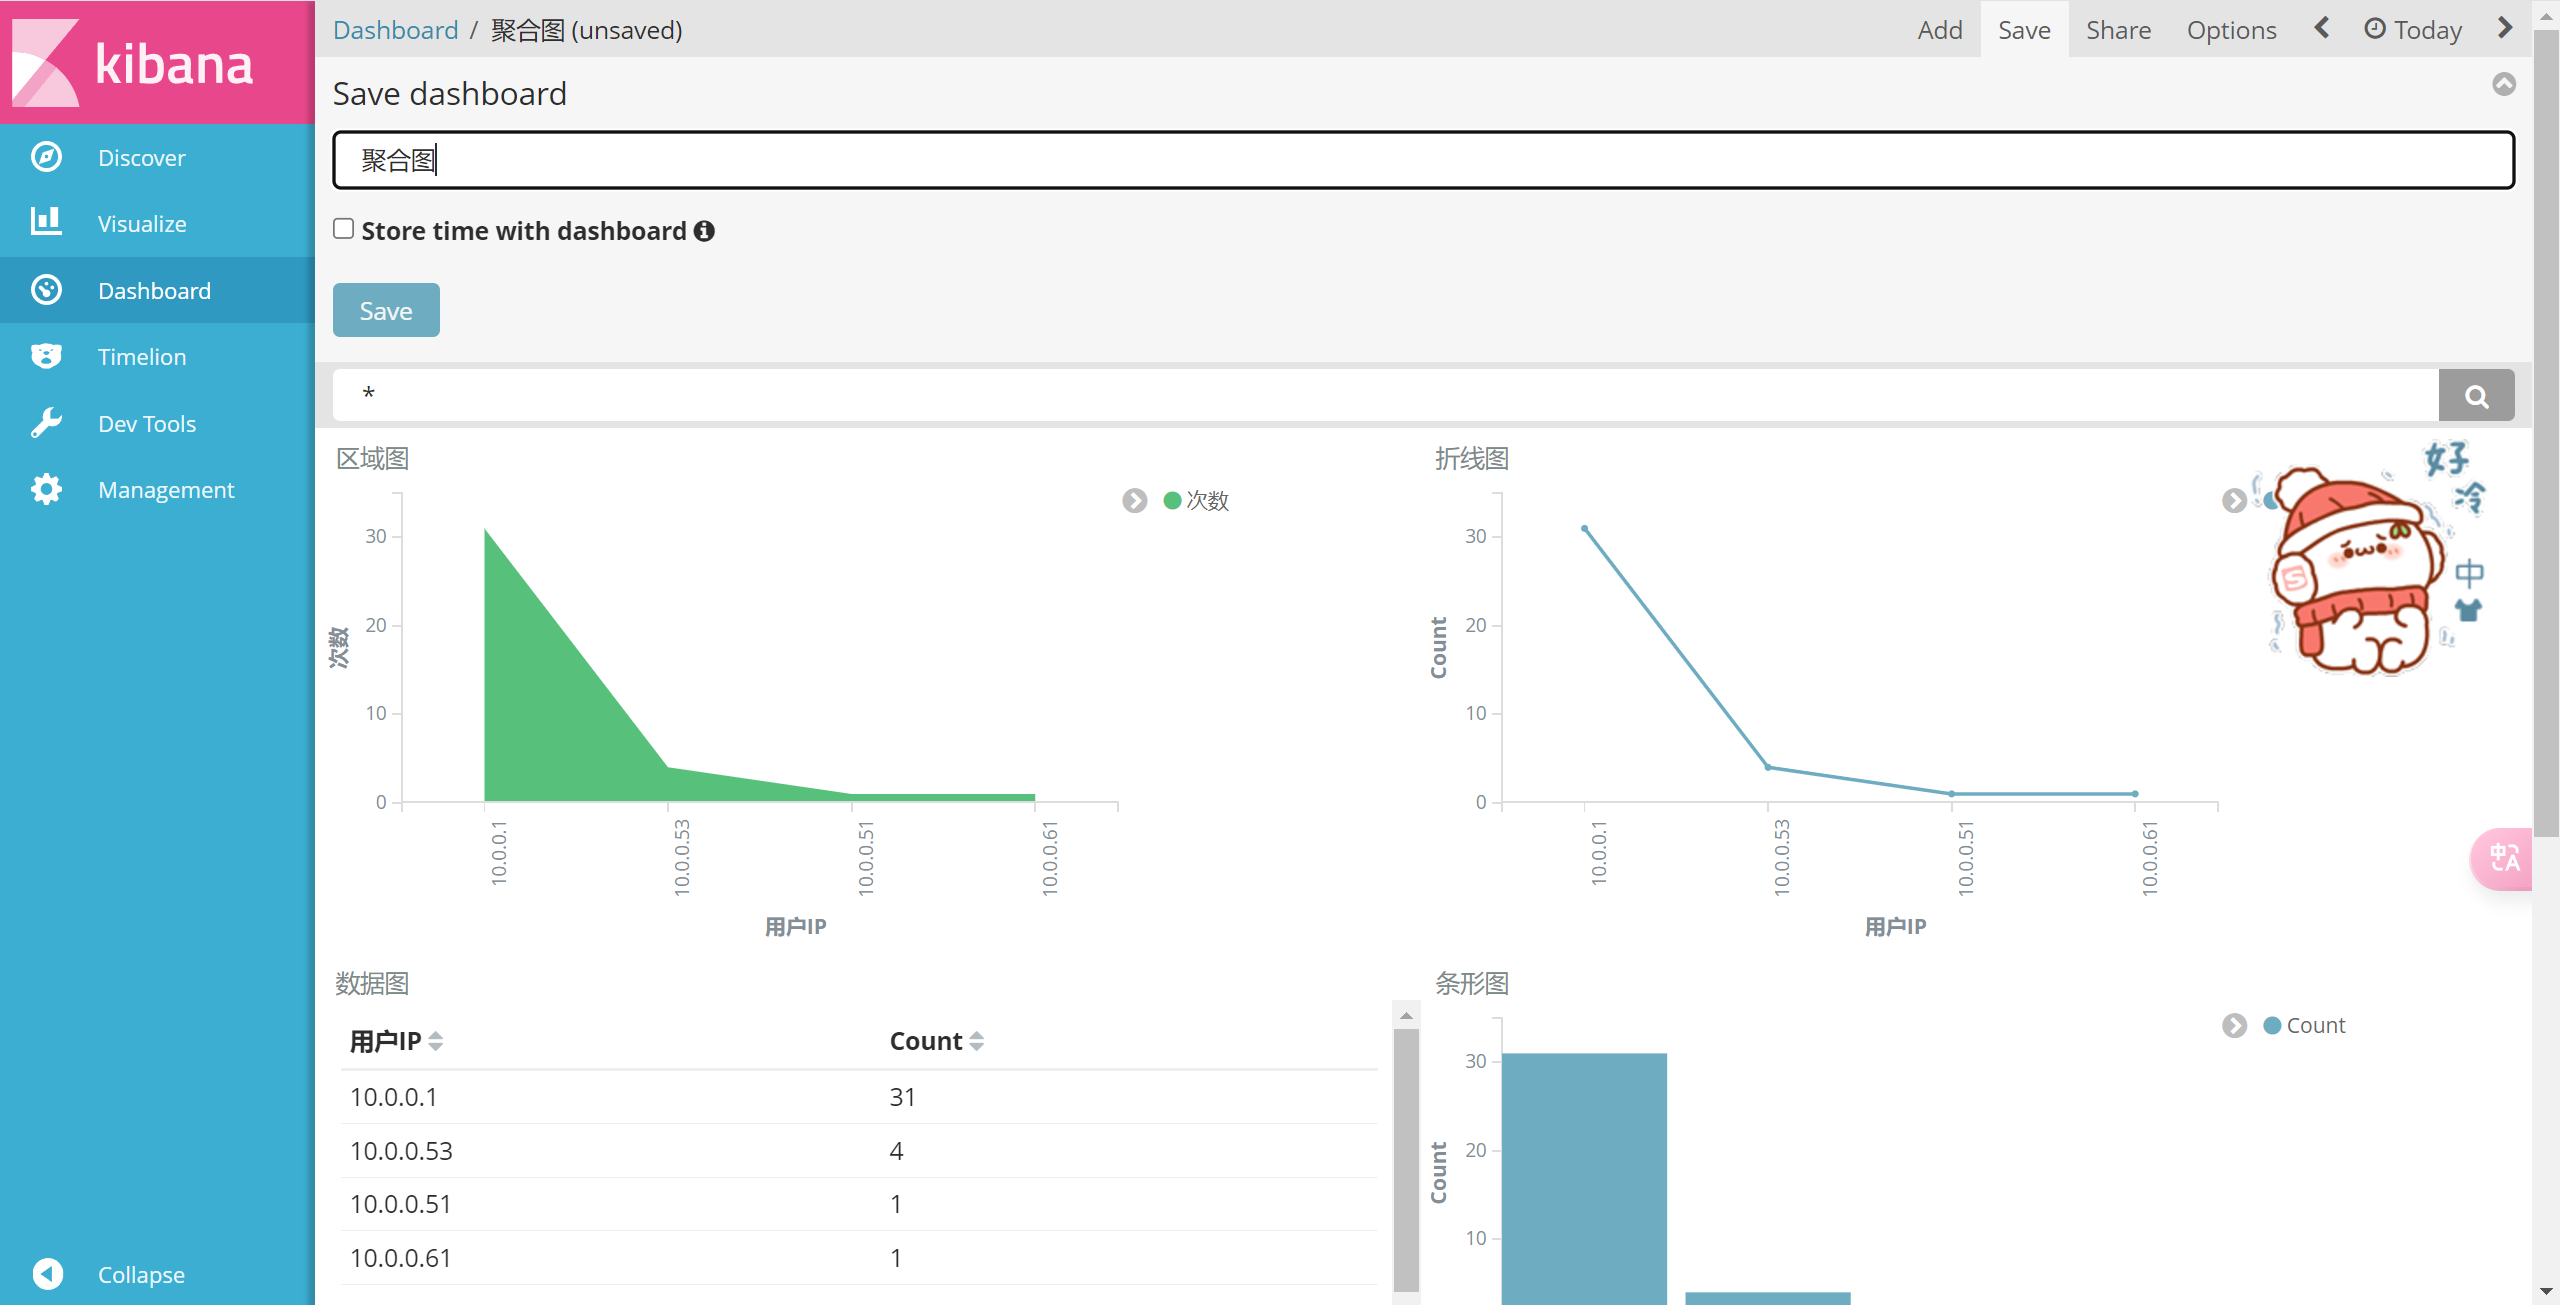 kibana
Discover
Visualize
Dashboard
Timelion
Dev Tools
Management
Collapse
Dashboard / 聚合图 (unsaved)
Add Save Share Options Today
Save dashboard
聚合图
Store time with dashboard
Save
*
区域图
次数
30
20
10
0
次数
10.0.0.1
10.0.0.53
10.0.0.51
10.0.0.61
用户IP
折线图
30
20
10
0
Count
10.0.0.1
10.0.0.53
10.0.0.51
10.0.0.61
用户IP
好
冷
S
中
中A
数据图
用户IP Count
10.0.0.1 31
10.0.0.53 4
10.0.0.51 1
10.0.0.61 1
条形图
Count
30
20
10
Count